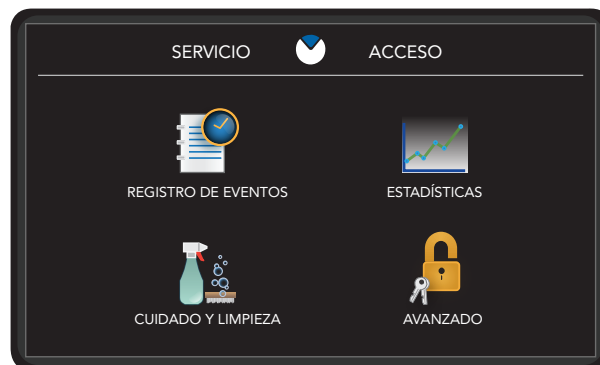 SERVICIO ACCESO
REGISTRO DE EVENTOS
ESTADÍSTICAS
CUIDADO Y LIMPIEZA
AVANZADO